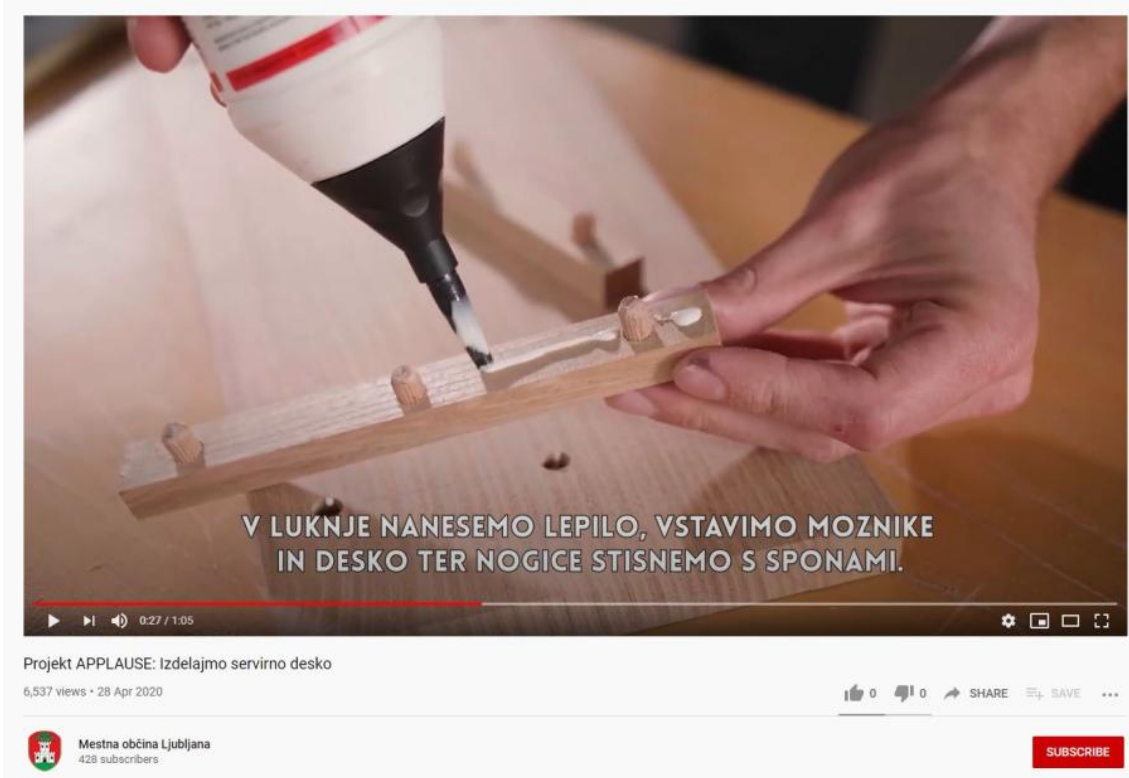 V LUKNJE NANESEMO LEPILO, VSTAVIMO MOZNIKE
IN DESKO TER NOGICE STISNEMO S SPONAMI.
0:27 / 1:05
Projekt APPLAUSE: Izdelajmo servirno desko
6,537 views • 28 Apr 2020
0 0 SHARE SAVE
Mestna občina Ljubljana
428 subscribers
SUBSCRIBE